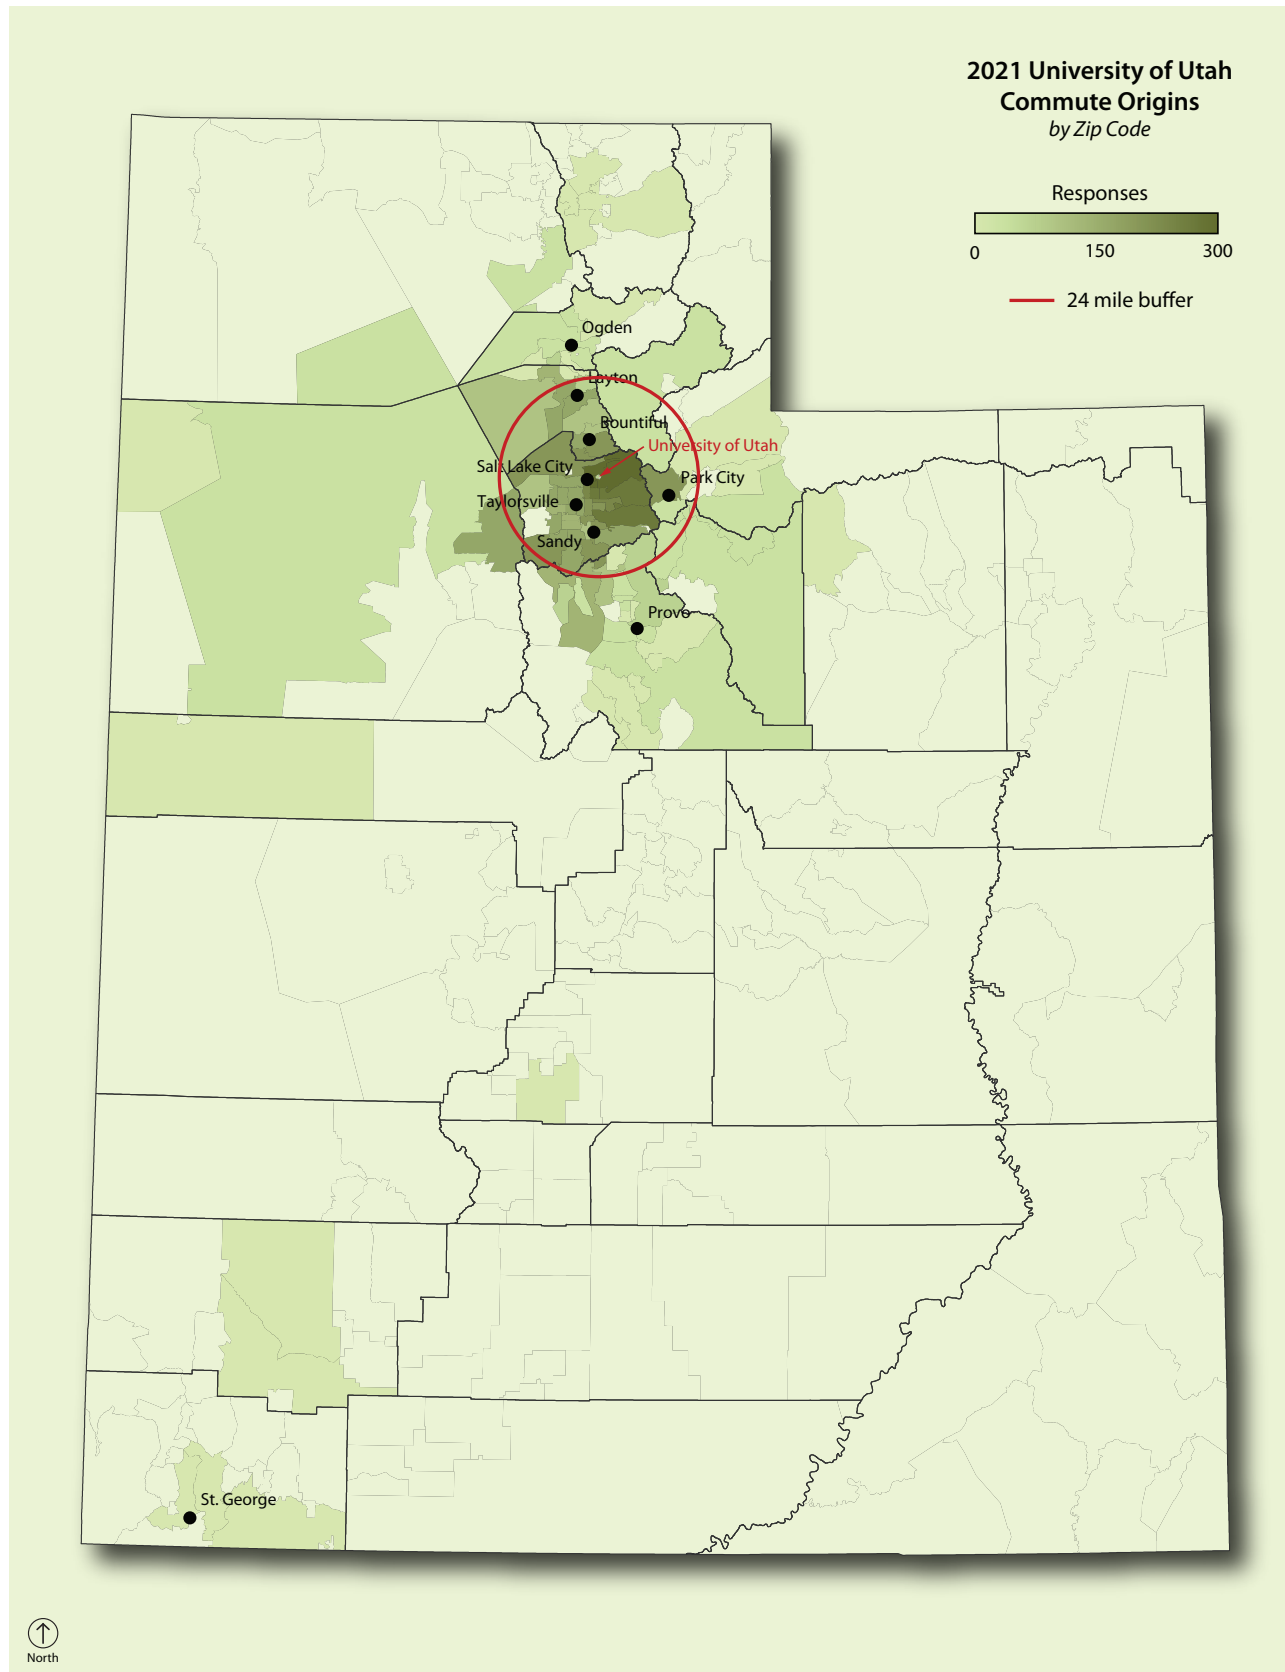 2021 University of Utah
Commute Origins
by Zip Code
Responses
0 150 300
24 mile buffer
Ogden
Layton
Bountiful
University of Utah
Salt Lake City
Park City
Taylorsville
Sandy
Provo
St. George
North